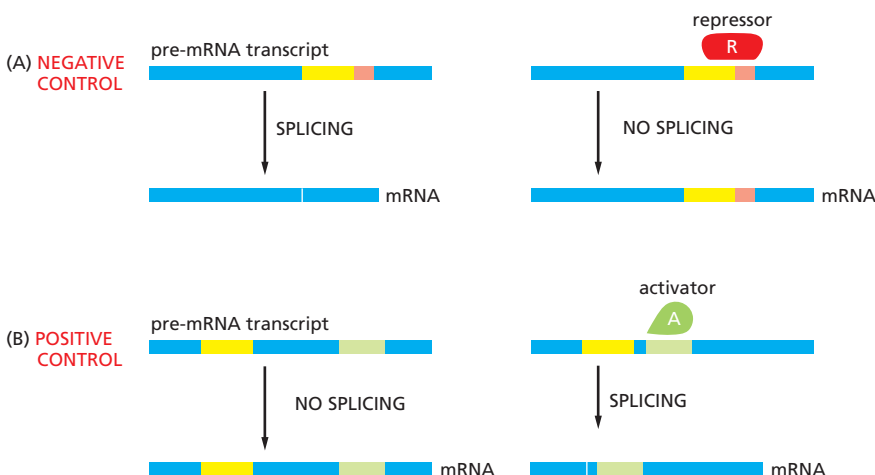 repressor
R
(A) NEGATIVE
CONTROL
pre-mRNA transcript
SPLICING
NO SPLICING
mRNA
mRNA
activator
A
(B) POSITIVE
CONTROL
pre-mRNA transcript
NO SPLICING
SPLICING
mRNA
mRNA